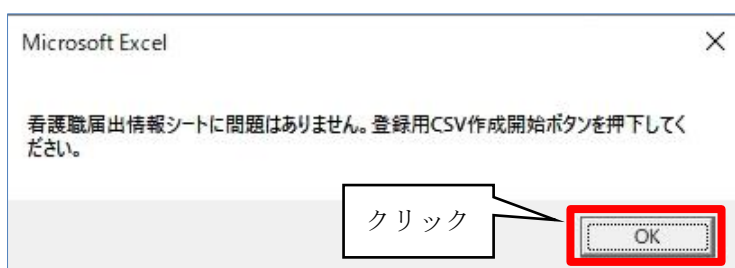 Microsoft Excel
看護職届出情報シートに問題はありません。登録用CSV作成開始ボタンを押下してく
ださい。
クリック
OK